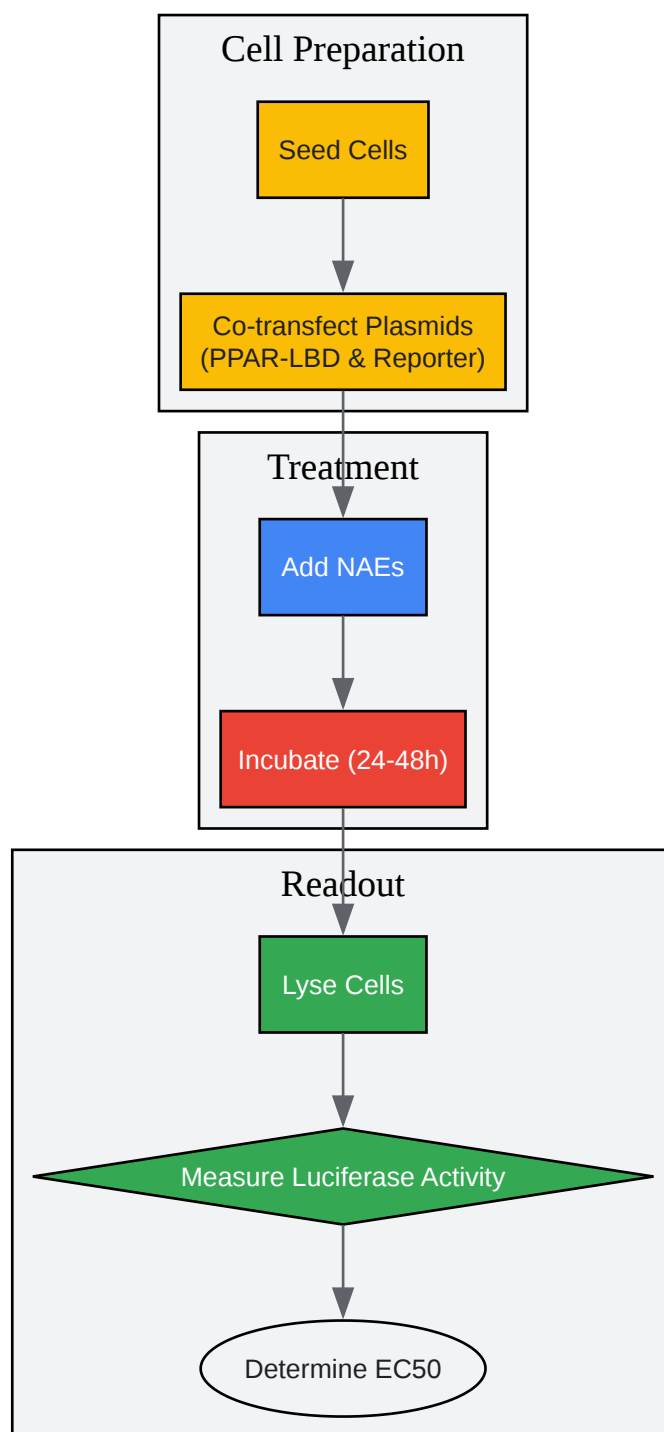 Cell Preparation
Seed Cells
Co-transfect Plasmids
(PPAR-LBD & Reporter)
Treatment
Add NAEs
Incubate (24-48h)
Readout
Lyse Cells
Measure Luciferase Activity
Determine EC50